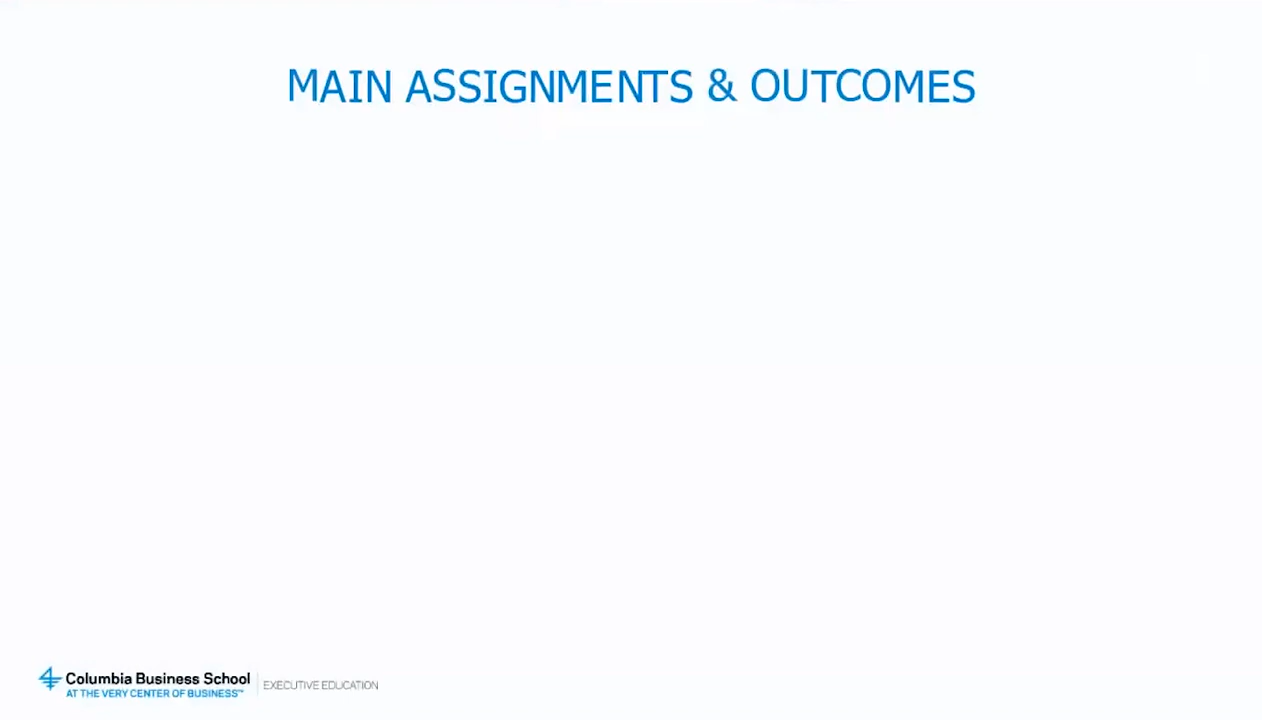 MAIN ASSIGNMENTS & OUTCOMES
Columbia Business School
AT THE VERY CENTER OF BUSINESS™
EXECUTIVE EDUCATION